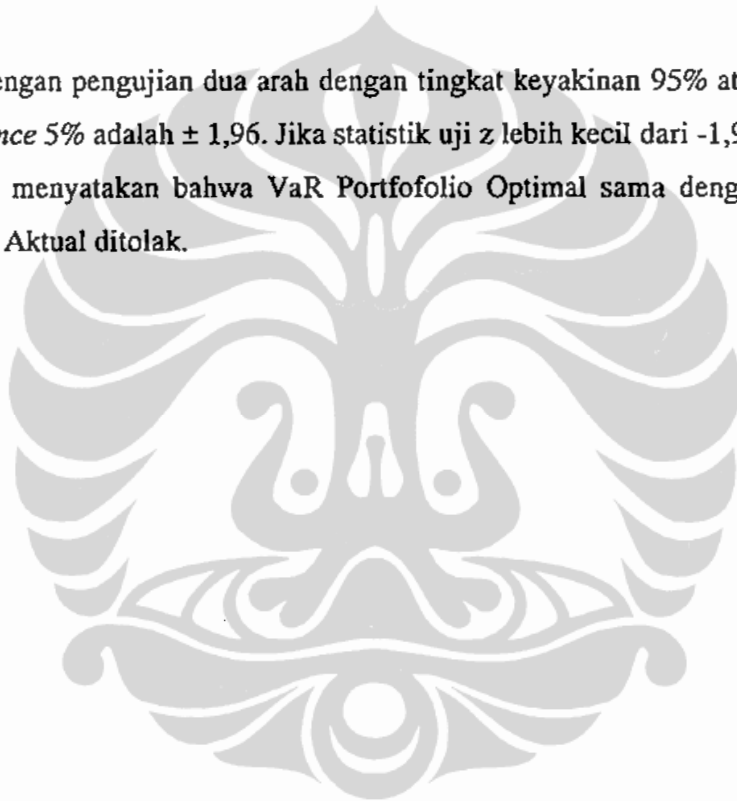 engan pengujian dua arah dengan tingkat keyakinan 95% at
nce 5% adalah ± 1,96. Jika statistik uji z lebih kecil dari -1,9
menyatakan bahwa VaR Portfofolio Optimal sama deng
Aktual ditolak.